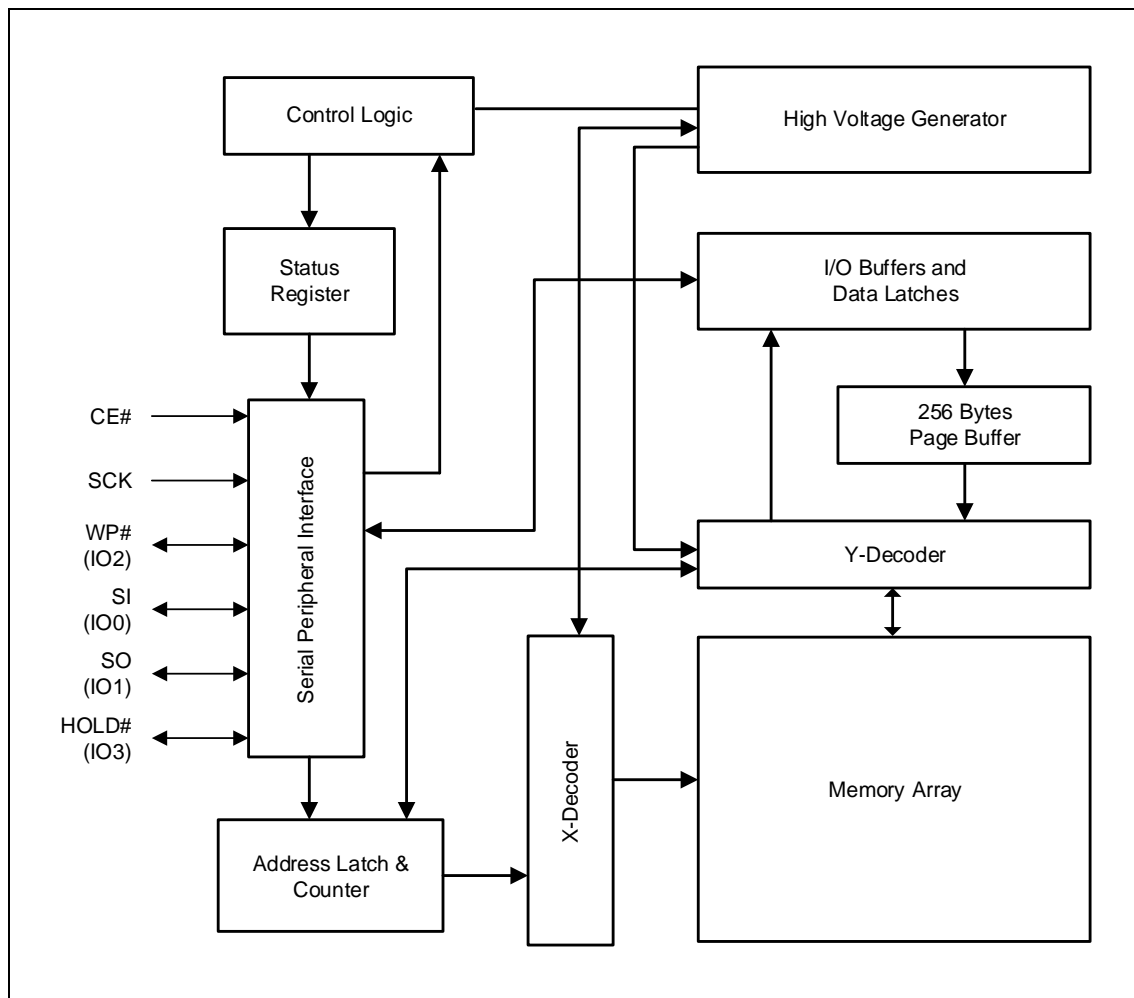 Control Logic
High Voltage Generator
Status
Register
I/O Buffers and
Data Latches
256 Bytes
Page Buffer
CE#
SCK
WP#
(IO2)
SI
(IO0)
SO
(IO1)
HOLD#
(IO3)
Serial Peripheral Interface
Y-Decoder
X-Decoder
Memory Array
Address Latch &
Counter